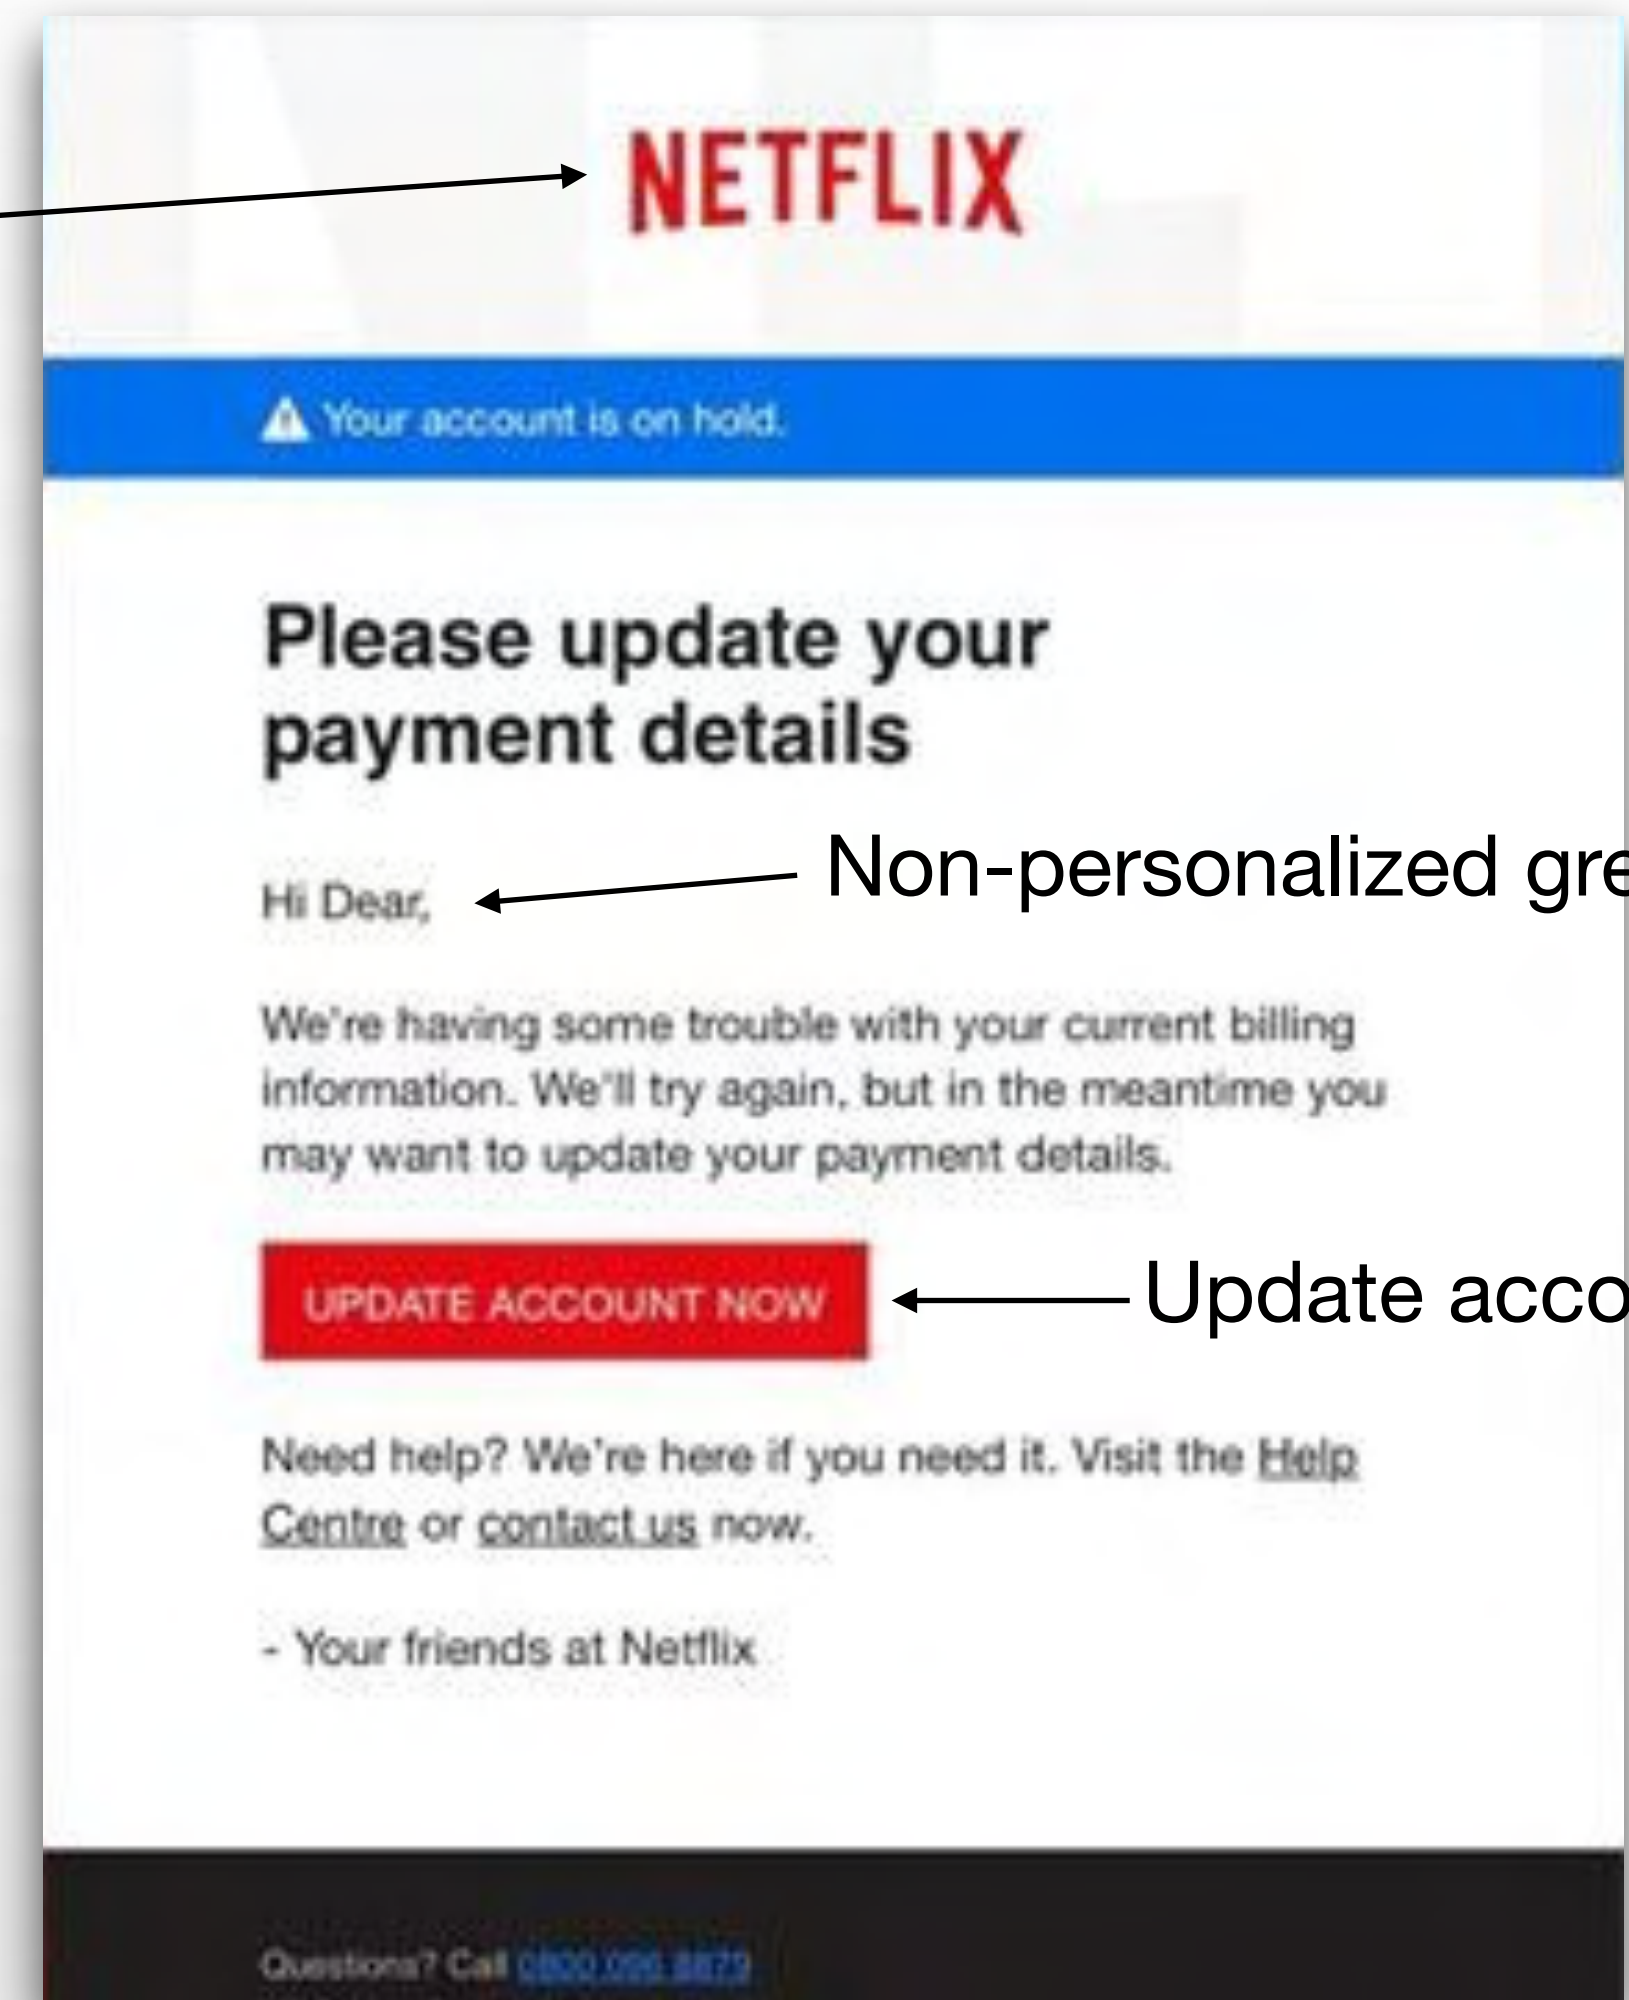 NETFLIX
Your account is on hold.
Please update your
payment details
Hi Dear,
Non-personalized gre
We're having some trouble with your current billing
information. We'll try again, but in the meantime you
may want to update your payment details.
UPDATE ACCOUNT NOW
Update acco
Need help? We're here if you need it. Visit the Help
Centre or contact us now.
- Your friends at Netflix
Questions? Call 0800 096 8879